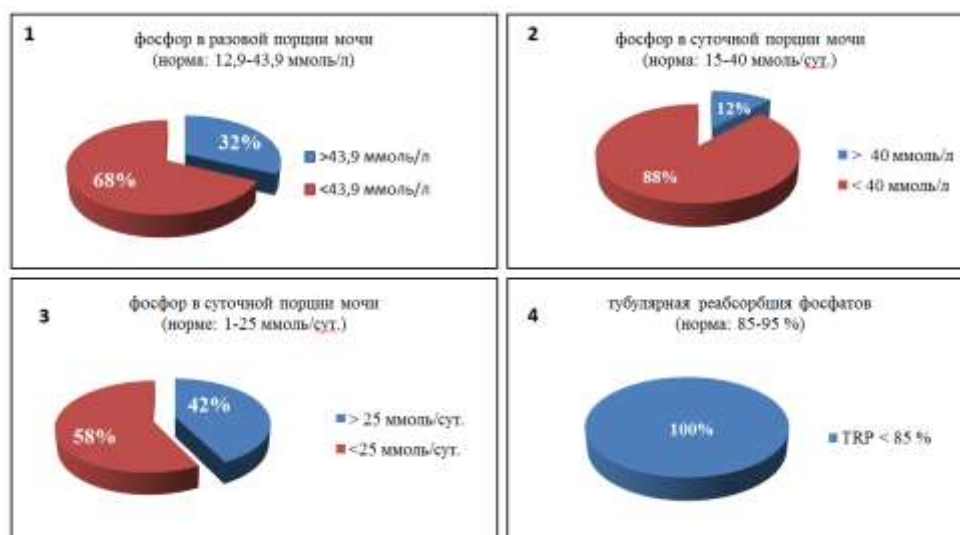 1
фосфор в разовой порции мочи
(норма: 12,9-43,9 ммоль/л)
32%
68%
>43,9 ммоль/л
<43,9 ммоль/л
2
фосфор в суточной порции мочи
(норма: 15-40 ммоль/сут.)
12%
88%
> 40 ммоль/л
< 40 ммоль/л
3
фосфор в суточной порции мочи
(норме: 1-25 ммоль/сут.)
42%
58%
> 25 ммоль/сут.
<25 ммоль/сут.
4
тубулярная реабсорбция фосфатов
(норма: 85-95 %)
100%
TRP < 85 %